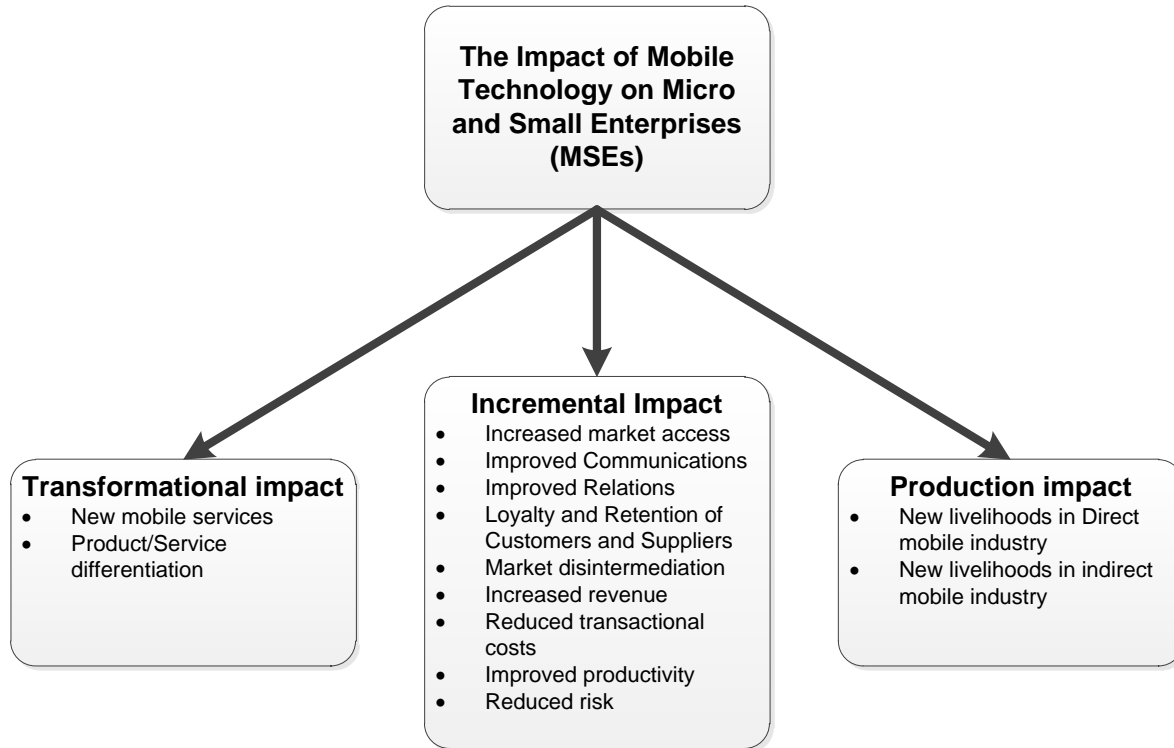 The Impact of Mobile
Technology on Micro
and Small Enterprises
(MSEs)
Transformational impact
• New mobile services
• Product/Service
differentiation
Incremental Impact
• Increased market access
• Improved Communications
• Improved Relations
• Loyalty and Retention of
Customers and Suppliers
• Market disintermediation
• Increased revenue
• Reduced transactional
costs
• Improved productivity
• Reduced risk
Production impact
• New livelihoods in Direct
mobile industry
• New livelihoods in indirect
mobile industry